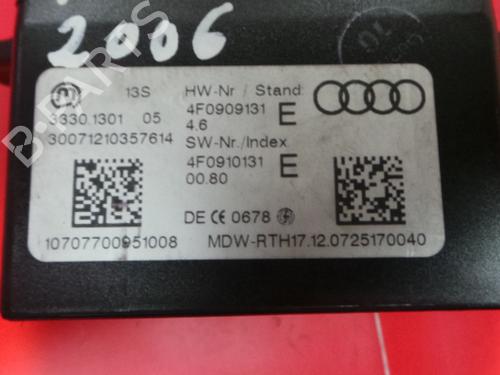 2006
13S
HW-Nr / Stand
3330.1301 05
4F0909131 E
4.6
30071210357614
SW-Nr./Index
4F0910131 E
00.80
DE CE 0678
10707700951008
MDW-RTH17.12.0725170040
B-PARTS